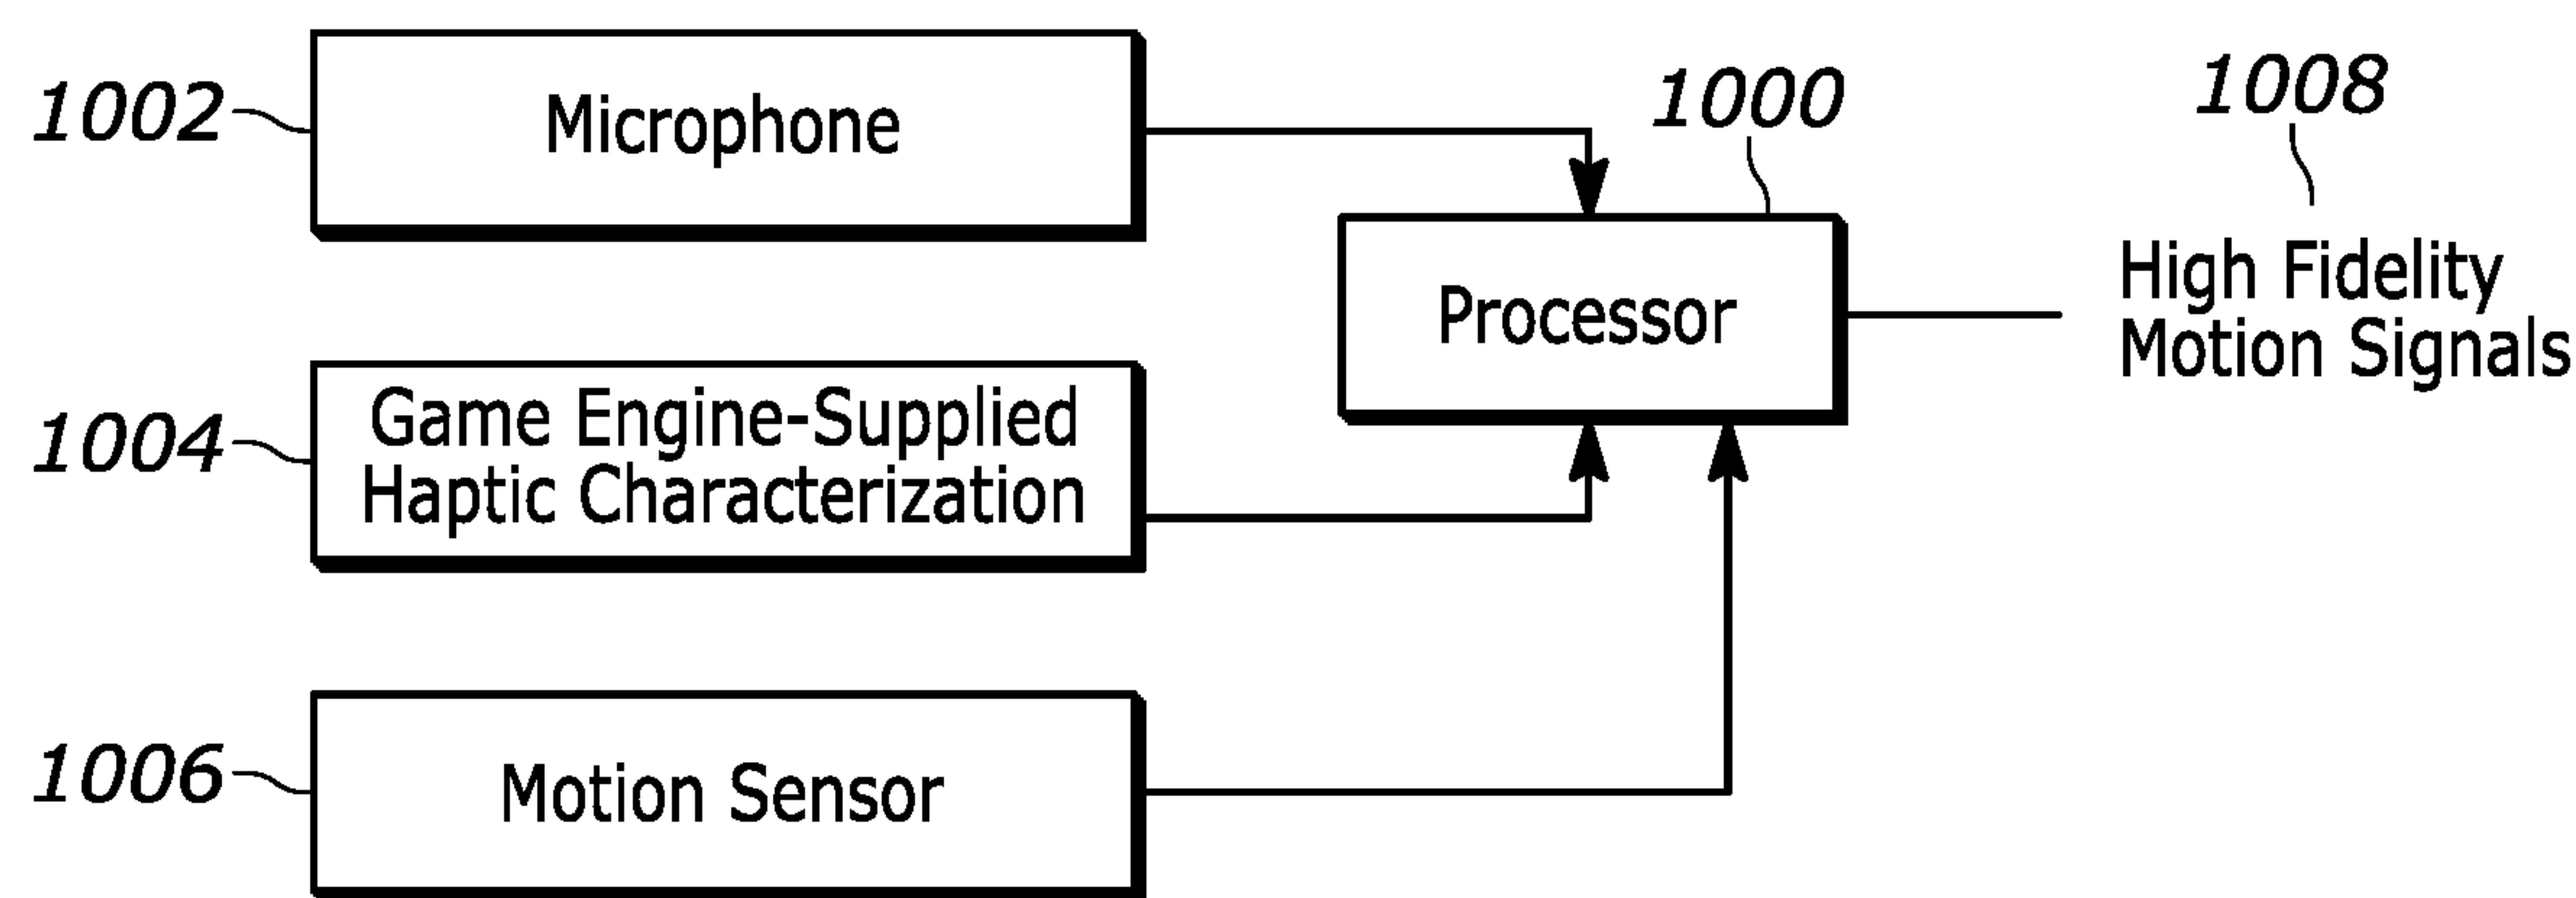 1002
Microphone
1000
1008
Processor
High Fidelity
Motion Signals
1004
Game Engine-Supplied
Haptic Characterization
1006
Motion Sensor